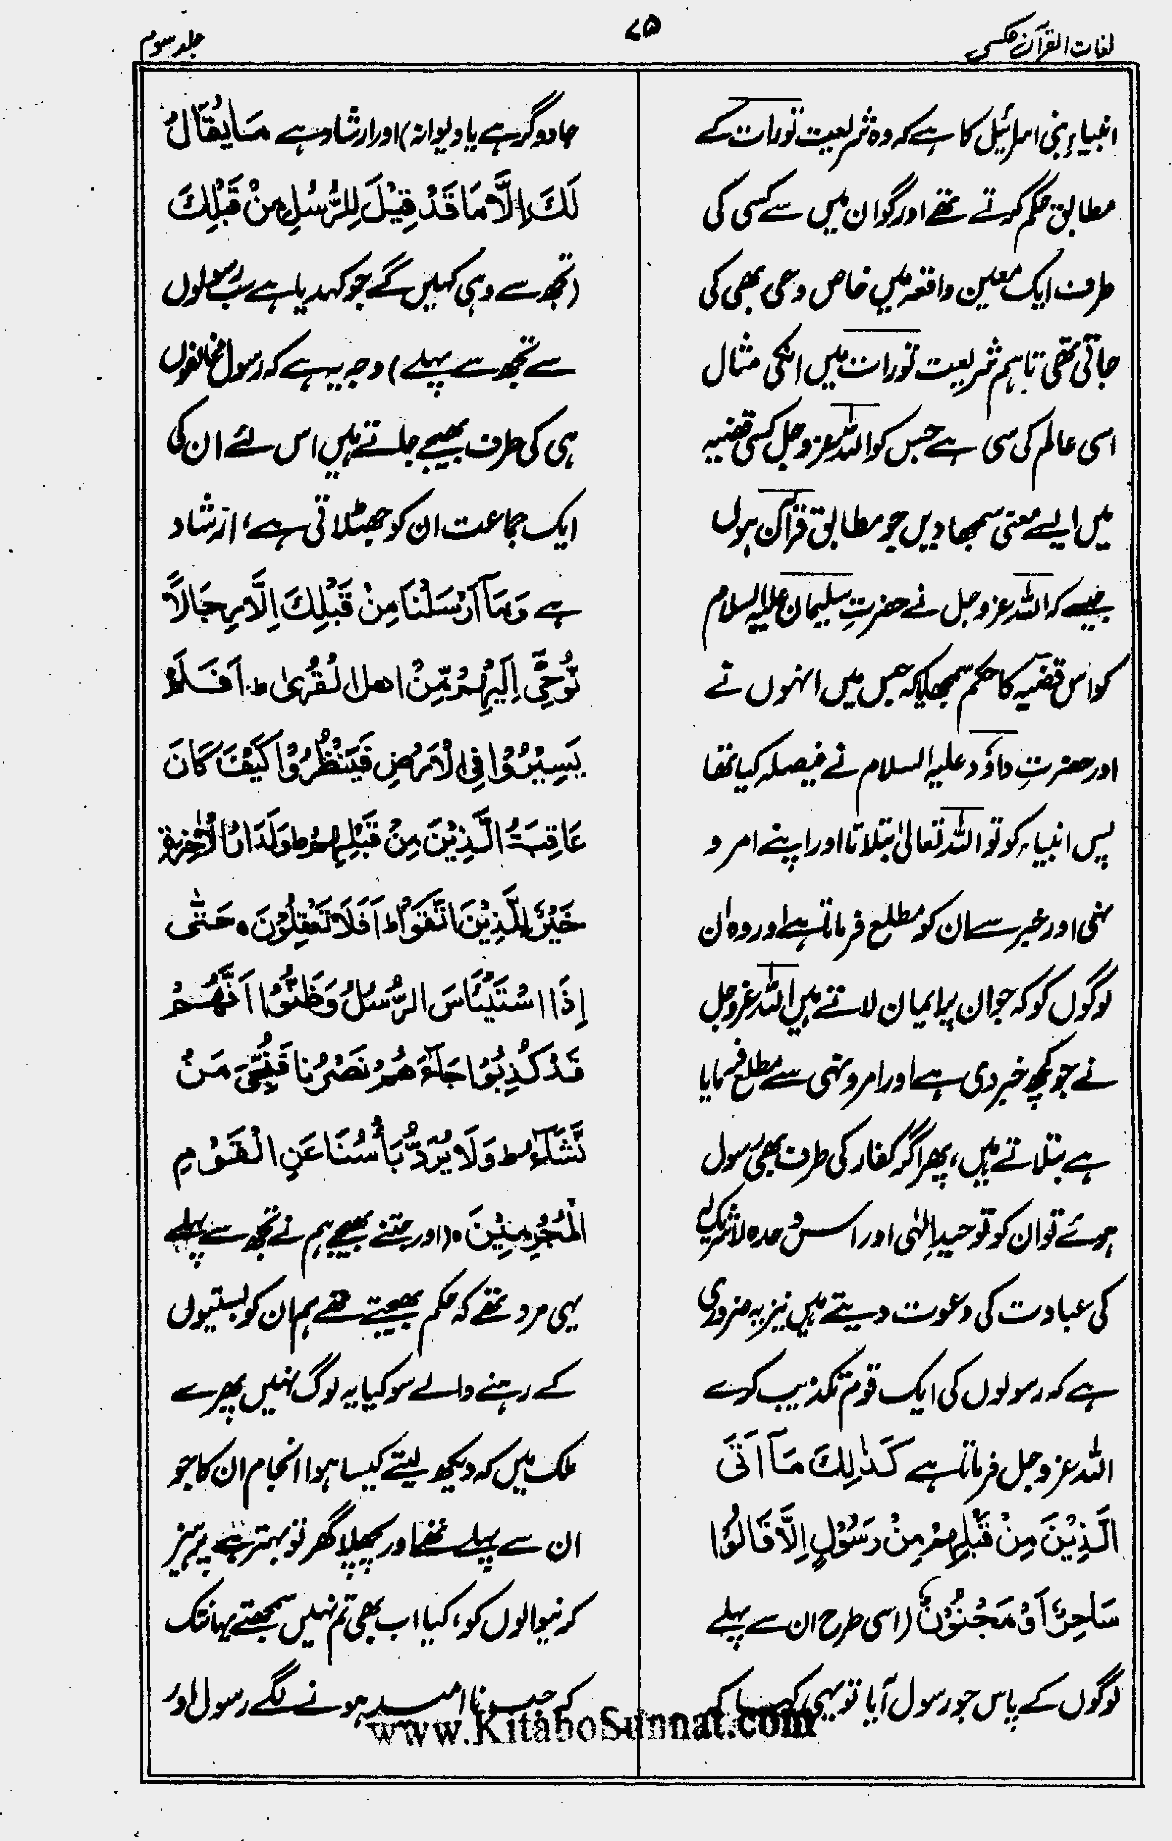 لغات القرآن عکسی
۷۵
جلد سوم
انبیاءِ بنی اسرائیل کا ہے کہ وہ شریعت تورات کے
مطابق حکم کرتے تھے اور گو ان میں سے کسی کی
طرف ایک معین واقعہ میں خاص وحی بھی کی
جاتی تھی تاہم شریعت تورات میں انکی مثال
اسی عالم کی سی ہے جس کو اللہ عزوجل کسی قضیہ
میں ایسے معنی سمجھا دیں جو مطابق قرآن ہوں
جیسے کہ اللہ عزوجل نے حضرتِ سلیمان علیہ السلام
کو اس قضیہ کا حکم سمجھایا کہ جس میں انہوں نے
اور حضرتِ داؤد علیہ السلام نے فیصلہ کیا تھا
پس انبیاء کو تو اللہ تعالیٰ بتلاتا اور اپنے امر و
نہی اور خبر سے ان کو مطلع فرماتا ہے اور وہ ان
لوگوں کو کہ جو ان پر ایمان لاتے ہیں اللہ عزوجل
نے جو کچھ خبر دی ہے اور امر و نہی سے مطلع فرمایا
ہے بتلاتے ہیں، پھر اگر کفار کی طرف بھی رسول
ہوئے تو ان کو توحیدِ الٰہی اور اس وحدہ لاشریک لہ
کی عبادت کی دعوت دیتے ہیں نیز یہ ضروری
ہے کہ رسولوں کی ایک قوم تکذیب کرے
اللہ عزوجل فرماتا ہے کَذٰلِكَ مَآ اَتَى
الَّذِيْنَ مِنْ قَبْلِهِمْ مِنْ رَسُوْلٍ اِلَّا قَالُوْا
سَاحِرٌ اَوْ مَجْنُوْنٌ (اسی طرح ان سے پہلے
لوگوں کے پاس جو رسول آیا تو یہی کہا کہ
جادوگر ہے یا دیوانہ) اور ارشاد ہے مَا يُقَالُ
لَكَ اِلَّا مَا قَدْ قِيْلَ لِلرُّسُلِ مِنْ قَبْلِكَ
(تجھ سے وہی کہیں گے جو کہدیا ہے سب رسولوں
سے تجھ سے پہلے) وجہ یہ ہے کہ رسول مخالفوں
ہی کی طرف بھیجے جاتے ہیں اس لئے ان کی
ایک جماعت ان کو جھٹلاتی ہے، ارشاد
ہے وَمَآ اَرْسَلْنَا مِنْ قَبْلِكَ اِلَّا رِجَالًا
نُّوْحِيْٓ اِلَيْهِمْ مِّنْ اهل الْقُرٰى ط اَفَلَمْ
يَسِيْرُوْا فِي الْاَرْضِ فَيَنْظُرُوْا كَيْفَ كَانَ
عَاقِبَةُ الَّذِيْنَ مِنْ قَبْلِهِمْ ط وَلَدَارُ الْاٰخِرَةِ
خَيْرٌ لِّلَّذِيْنَ اتَّقَوْا ط اَفَلَا تَعْقِلُوْنَ ہ حَتّٰى
اِذَا اسْتَيْئَاسَ الرُّسُلُ وَظَنُّوْا اَنَّهُمْ
قَدْ كُذِبُوْا جَآءَهُمْ نَصْرُنَا فَنُجِّيَ مَنْ
نَّشَآءُ ط وَلَا يُرَدُّ بَأْسُنَا عَنِ الْقَوْمِ
الْمُجْرِمِيْنَ ہ (اور جتنے بھیجے ہم نے تجھ سے پہلے
یہی مرد تھے کہ حکم بھیجتے تھے ہم ان کو بستیوں
کے رہنے والے سو کیا یہ لوگ نہیں پھرے
ملک میں کہ دیکھ لیتے کیسا ہوا انجام ان کا جو
ان سے پہلے تھے اور پچھلا گھر تو بہتر ہے پرہیز
کرنیوالوں کو، کیا اب بھی تم نہیں سمجھتے یہانتک
کہ جب نا امید ہونے لگے رسول اور
www.KitaboSunnat.com